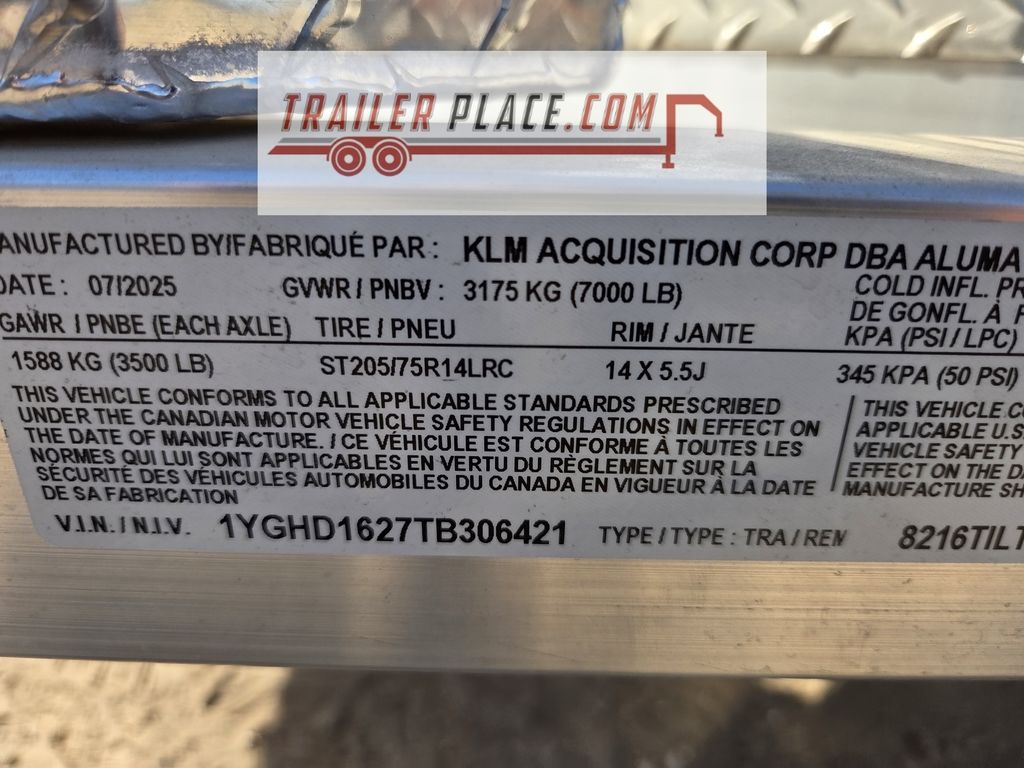 TRAILER PLACE.COM
ANUFACTURED BY/FABRIQUÉ PAR : KLM ACQUISITION CORP DBA ALUMA
DATE : 07/2025 GVWR / PNBV : 3175 KG (7000 LB) COLD INFL. PR
DE GONFL. À F
GAWR / PNBE (EACH AXLE) TIRE / PNEU RIM / JANTE KPA (PSI / LPC)
1588 KG (3500 LB) ST205/75R14LRC 14 X 5.5J 345 KPA (50 PSI)
THIS VEHICLE CONFORMS TO ALL APPLICABLE STANDARDS PRESCRIBED
UNDER THE CANADIAN MOTOR VEHICLE SAFETY REGULATIONS IN EFFECT ON
THE DATE OF MANUFACTURE. / CE VÉHICULE EST CONFORME À TOUTES LES
NORMES QUI LUI SONT APPLICABLES EN VERTU DU RÈGLEMENT SUR LA
SÉCURITÉ DES VÉHICULES AUTOMOBILES DU CANADA EN VIGUEUR À LA DATE
DE SA FABRICATION
THIS VEHICLE CO
APPLICABLE U.S
VEHICLE SAFETY
EFFECT ON THE DA
MANUFACTURE SH
V.I.N. / N.I.V. 1YGHD1627TB306421 TYPE / TYPE : TRA / REM 8216TILT